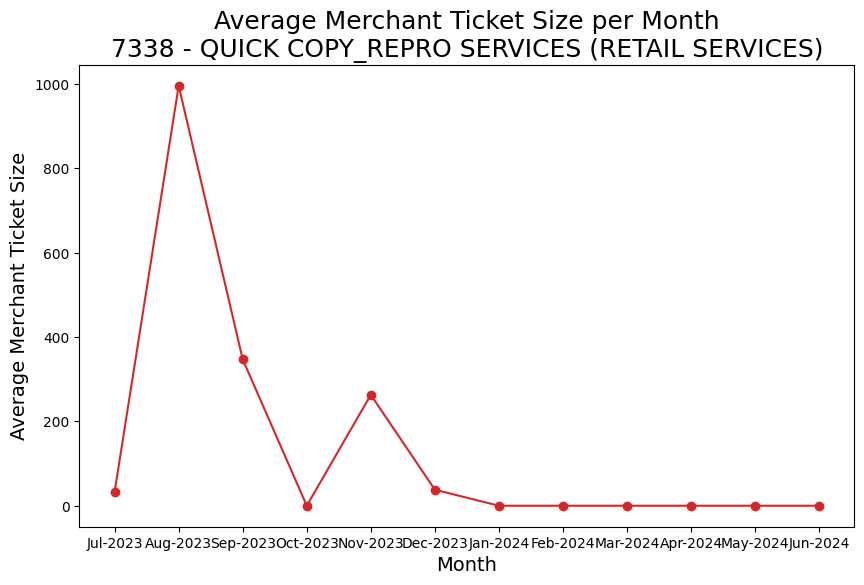 Average Merchant Ticket Size per Month
7338 - QUICK COPY_REPRO SERVICES (RETAIL SERVICES)
Average Merchant Ticket Size
1000
800
600
400
200
0
Jul-2023 Aug-2023 Sep-2023 Oct-2023 Nov-2023 Dec-2023 Jan-2024 Feb-2024 Mar-2024 Apr-2024 May-2024 Jun-2024
Month